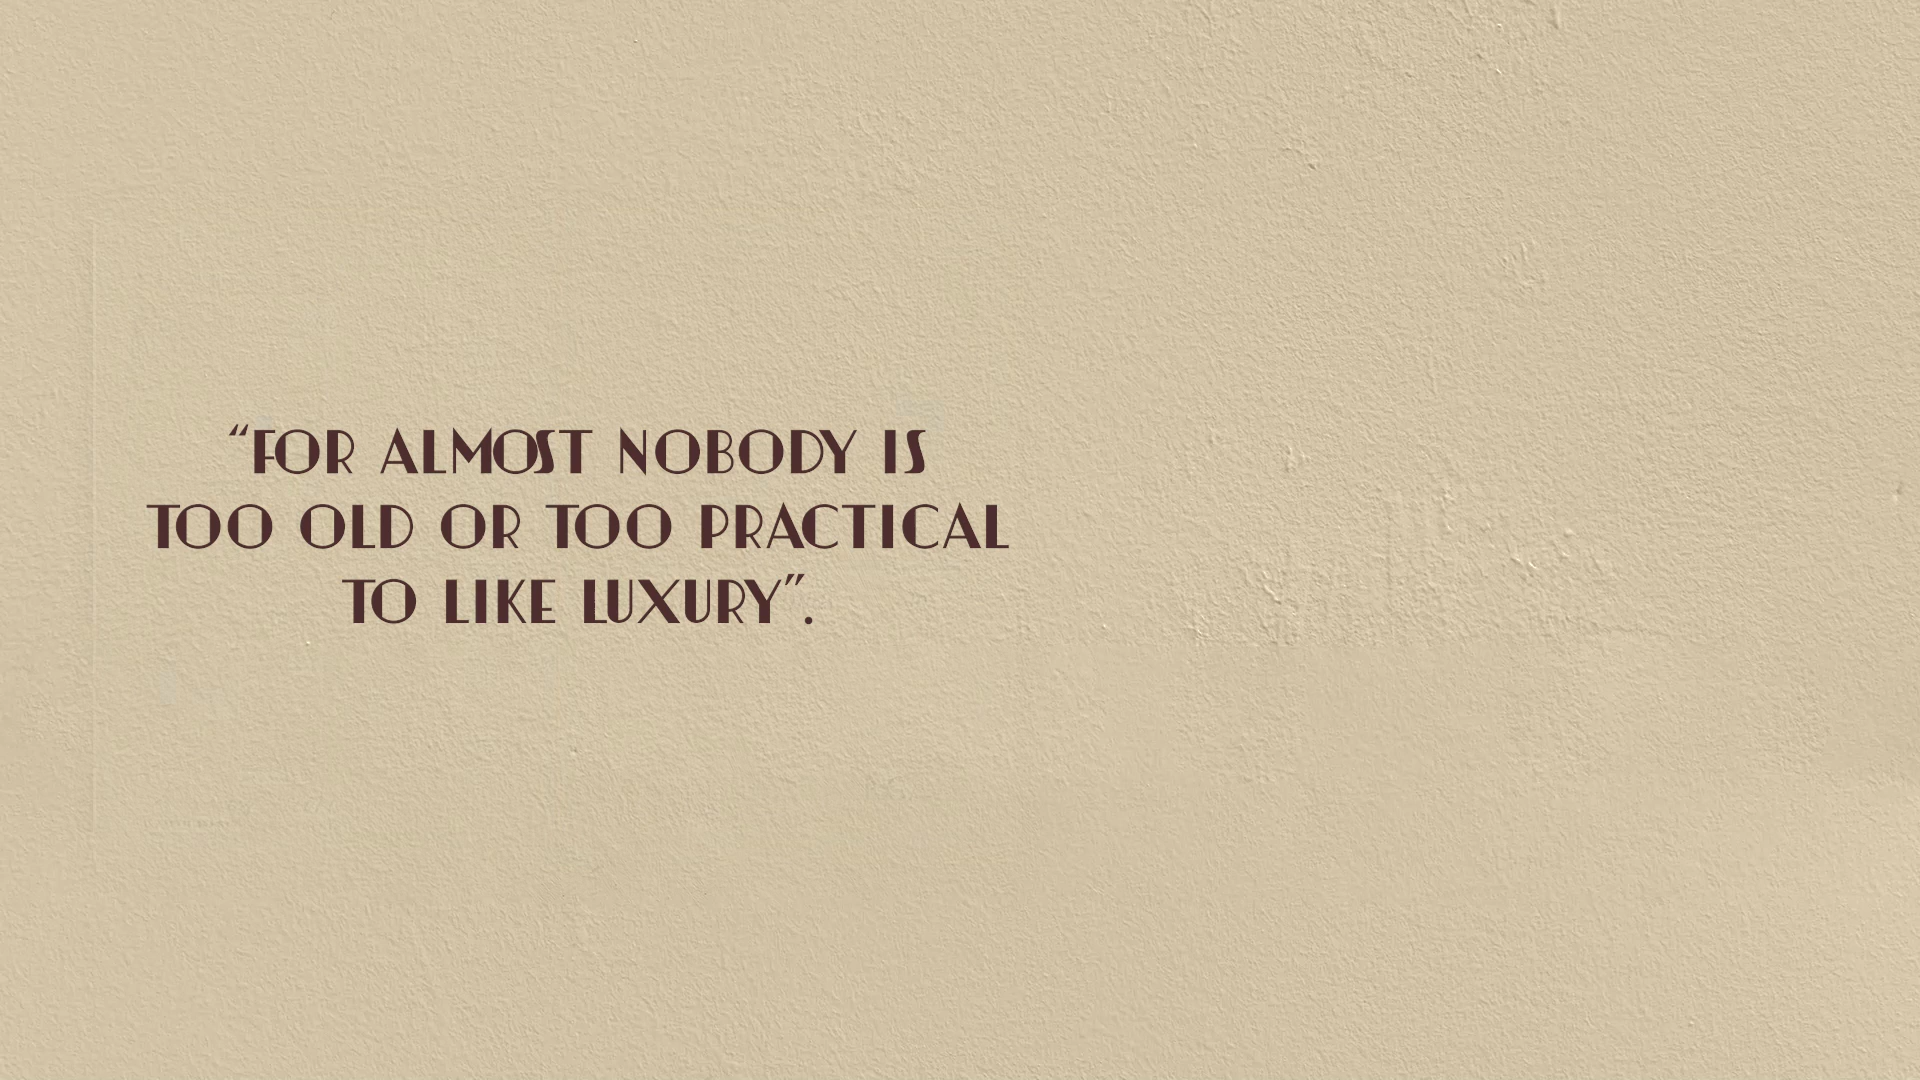 “FOR ALMOST NOBODY IS
TOO OLD OR TOO PRACTICAL
TO LIKE LUXURY”.